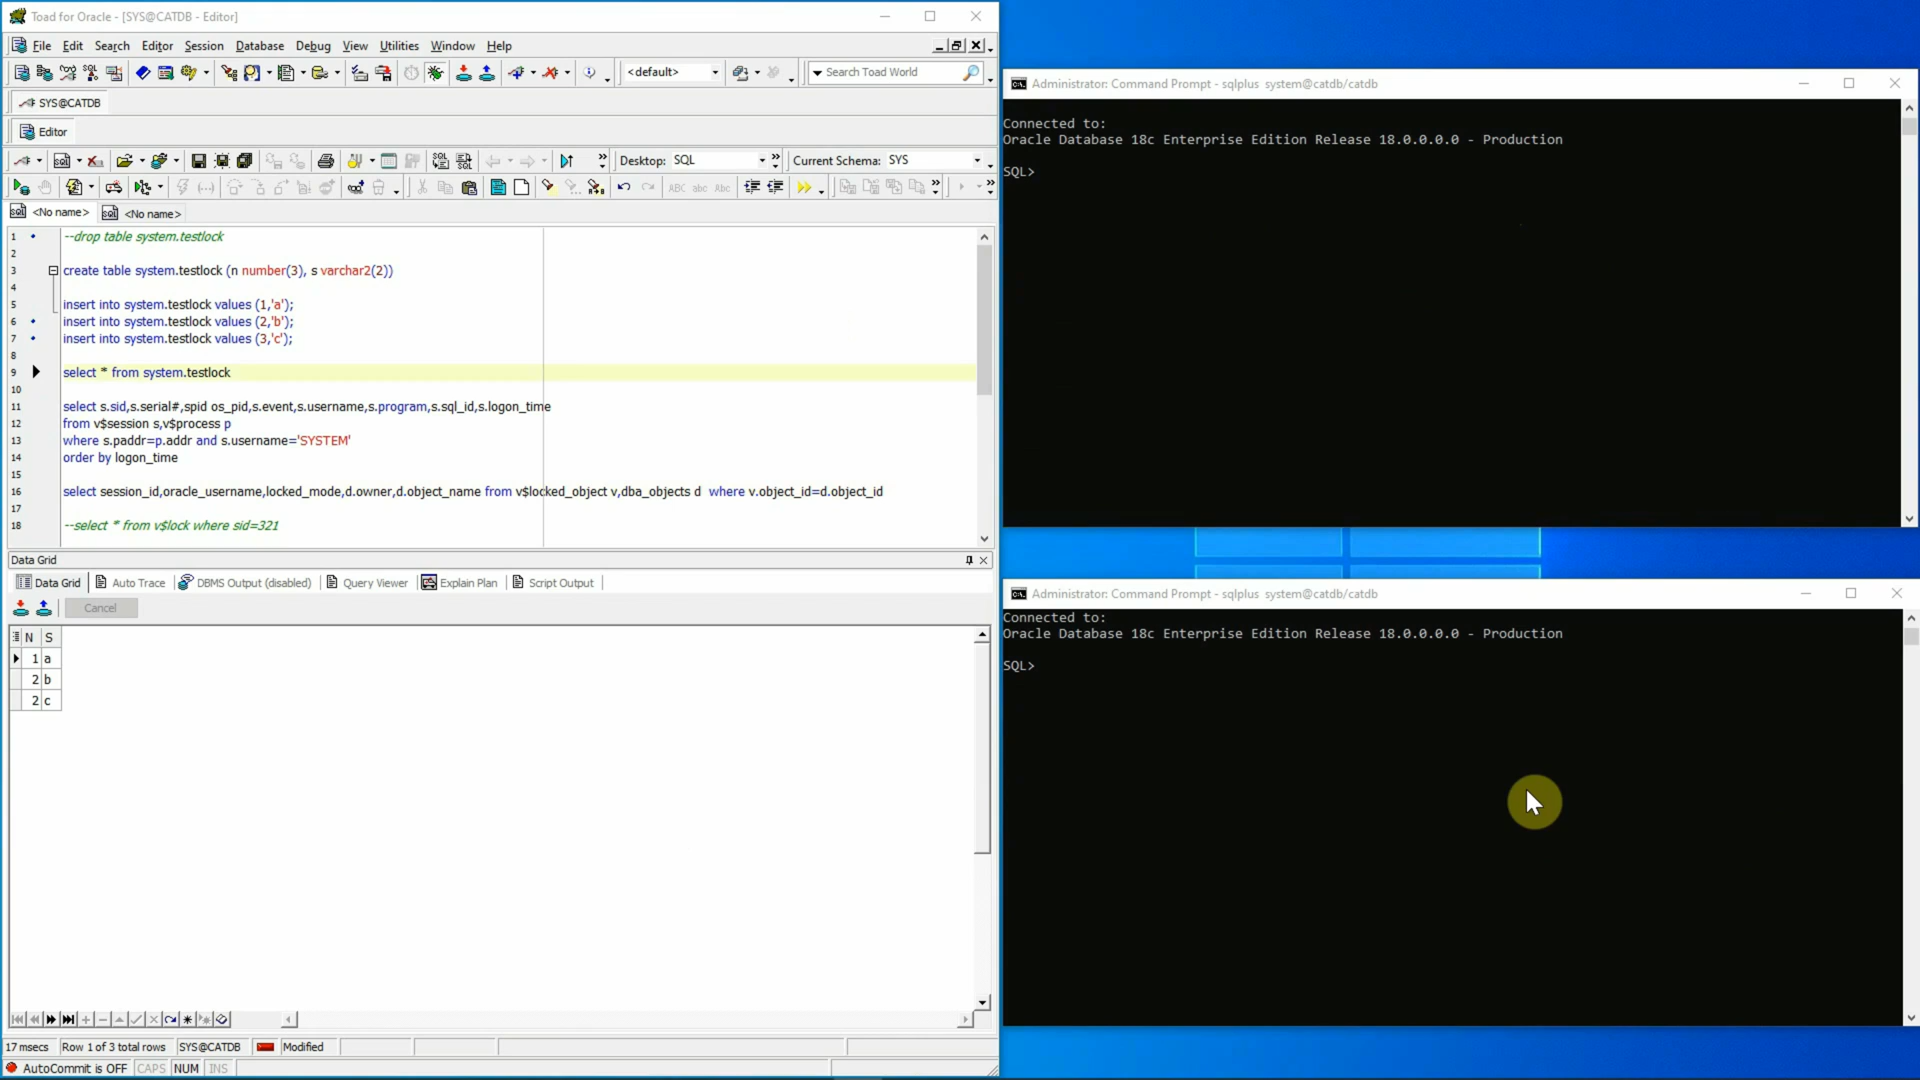 Toad for Oracle - [SYS@CATDB - Editor]
File Edit Search Editor Session Database Debug View Utilities Window Help
<default> Search Toad World
SYS@CATDB
Editor
Desktop: SQL Current Schema: SYS
<No name> <No name>
1 --drop table system.testlock
2
3 create table system.testlock (n number(3), s varchar2(2))
4
5 insert into system.testlock values (1,'a');
6 insert into system.testlock values (2,'b');
7 insert into system.testlock values (3,'c');
8
9 select * from system.testlock
10
11 select s.sid,s.serial#,spid os_pid,s.event,s.username,s.program,s.sql_id,s.logon_time
12 from v$session s,v$process p
13 where s.paddr=p.addr and s.username='SYSTEM'
14 order by logon_time
15
16 select session_id,oracle_username,locked_mode,d.owner,d.object_name from v$locked_object v,dba_objects d where v.object_id=d.object_id
17
18 --select * from v$lock where sid=321
Data Grid
Data Grid Auto Trace DBMS Output (disabled) Query Viewer Explain Plan Script Output
Cancel
N S
1 a
2 b
2 c
17 msecs Row 1 of 3 total rows SYS@CATDB Modified
AutoCommit is OFF CAPS NUM INS
Administrator: Command Prompt - sqlplus system@catdb/catdb
Connected to:
Oracle Database 18c Enterprise Edition Release 18.0.0.0.0 - Production
SQL>
Administrator: Command Prompt - sqlplus system@catdb/catdb
Connected to:
Oracle Database 18c Enterprise Edition Release 18.0.0.0.0 - Production
SQL>